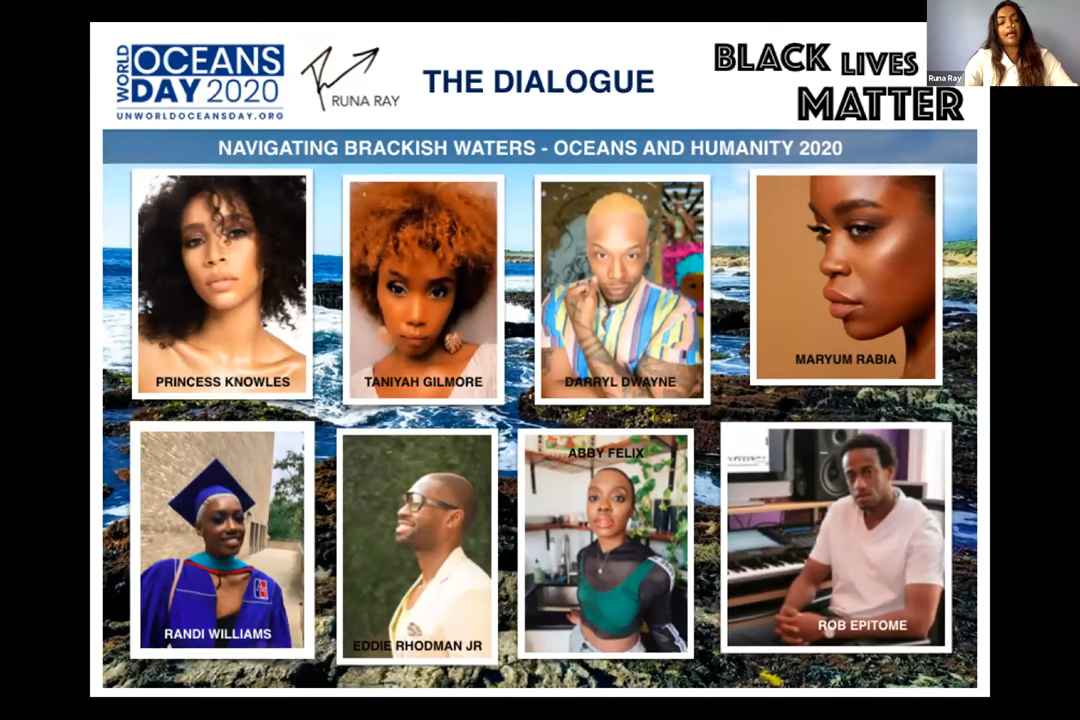 WORLD
OCEANS
DAY 2020
UNWORLDOCEANSDAY.ORG
RUNA RAY
THE DIALOGUE
BLACK LIVES
MATTER
Runa Ray
NAVIGATING BRACKISH WATERS - OCEANS AND HUMANITY 2020
PRINCESS KNOWLES
TANIYAH GILMORE
DARRYL DWAYNE
MARYUM RABIA
RANDI WILLIAMS
EDDIE RHODMAN JR
ABBY FELIX
ROB EPITOME